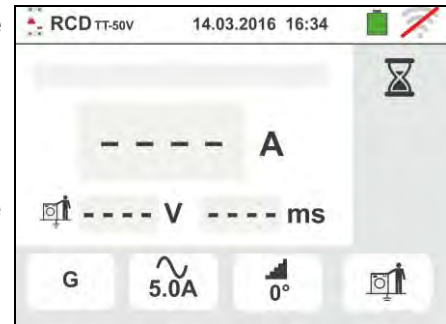 RCD TT-50V 14.03.2016 16:34
- - - - A
- - - - V - - - - ms
G 5.0A 0°